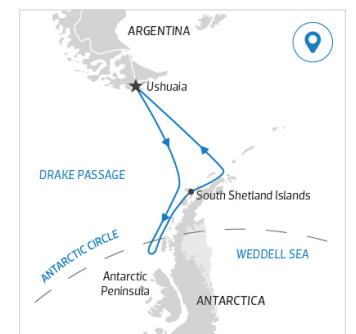 ARGENTINA
Ushuaia
DRAKE PASSAGE
South Shetland Islands
ANTARCTIC CIRCLE
WEDDELL SEA
Antarctic
Peninsula
ANTARCTICA